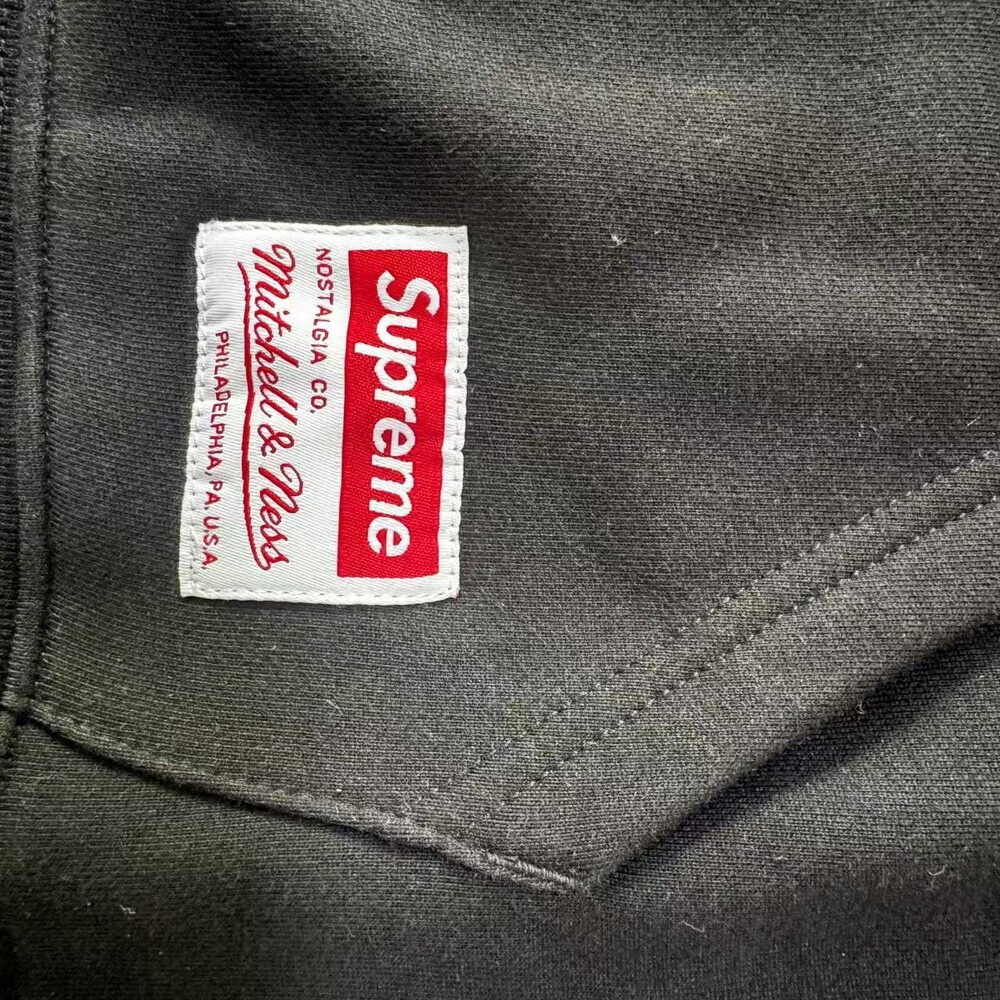 Supreme
NOSTALGIA CO.
Mitchell & Ness
PHILADELPHIA, PA. U.S.A.